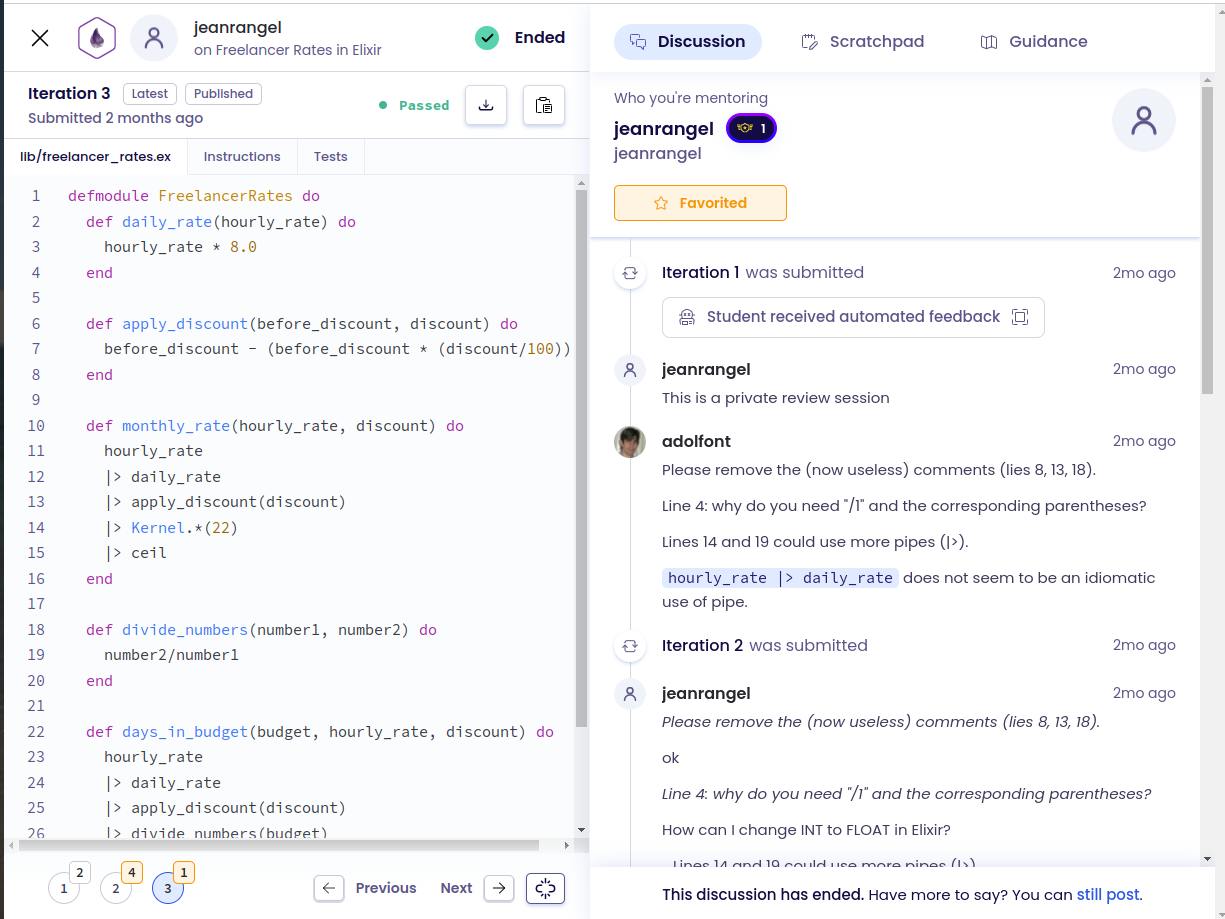 jeanrangel
on Freelancer Rates in Elixir
Ended
Iteration 3 Latest Published
Submitted 2 months ago
Passed
lib/freelancer_rates.ex Instructions Tests
1 defmodule FreelancerRates do
2 def daily_rate(hourly_rate) do
3 hourly_rate * 8.0
4 end
5
6 def apply_discount(before_discount, discount) do
7 before_discount - (before_discount * (discount/100))
8 end
9
10 def monthly_rate(hourly_rate, discount) do
11 hourly_rate
12 |> daily_rate
13 |> apply_discount(discount)
14 |> Kernel.*(22)
15 |> ceil
16 end
17
18 def divide_numbers(number1, number2) do
19 number2/number1
20 end
21
22 def days_in_budget(budget, hourly_rate, discount) do
23 hourly_rate
24 |> daily_rate
25 |> apply_discount(discount)
26 |> divide_numbers(budget)
1 2
2 4
3 1
Previous Next
Discussion Scratchpad Guidance
Who you're mentoring
jeanrangel 1
jeanrangel
Favorited
Iteration 1 was submitted 2mo ago
Student received automated feedback
jeanrangel 2mo ago
This is a private review session
adolfont 2mo ago
Please remove the (now useless) comments (lies 8, 13, 18).
Line 4: why do you need "/1" and the corresponding parentheses?
Lines 14 and 19 could use more pipes (|>).
hourly_rate |> daily_rate does not seem to be an idiomatic
use of pipe.
Iteration 2 was submitted 2mo ago
jeanrangel 2mo ago
Please remove the (now useless) comments (lies 8, 13, 18).
ok
Line 4: why do you need "/1" and the corresponding parentheses?
How can I change INT to FLOAT in Elixir?
Lines 14 and 19 could use more pipes (|>)
This discussion has ended. Have more to say? You can still post.